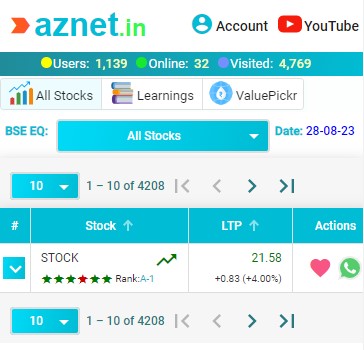 aznet.in Account YouTube
Users: 1,139 Online: 32 Visited: 4,769
All Stocks Learnings ValuePickr
BSE EQ: All Stocks Date: 28-08-23
10 1 – 10 of 4208
# Stock LTP Actions
STOCK 21.58
Rank:A-1 +0.83 (+4.00%)
10 1 – 10 of 4208